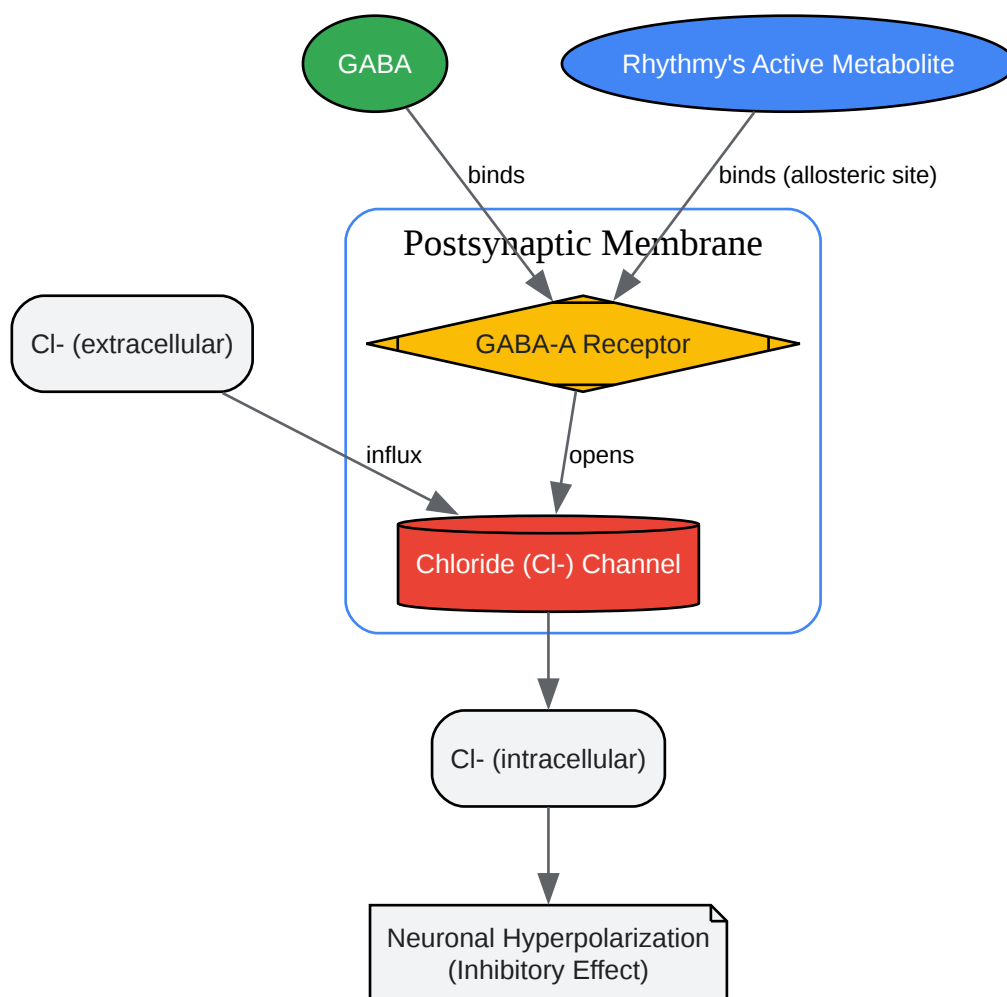 GABA
Rhythmy's Active Metabolite
binds
binds (allosteric site)
Postsynaptic Membrane
Cl- (extracellular)
GABA-A Receptor
influx
opens
Chloride (Cl-) Channel
Cl- (intracellular)
Neuronal Hyperpolarization
(Inhibitory Effect)